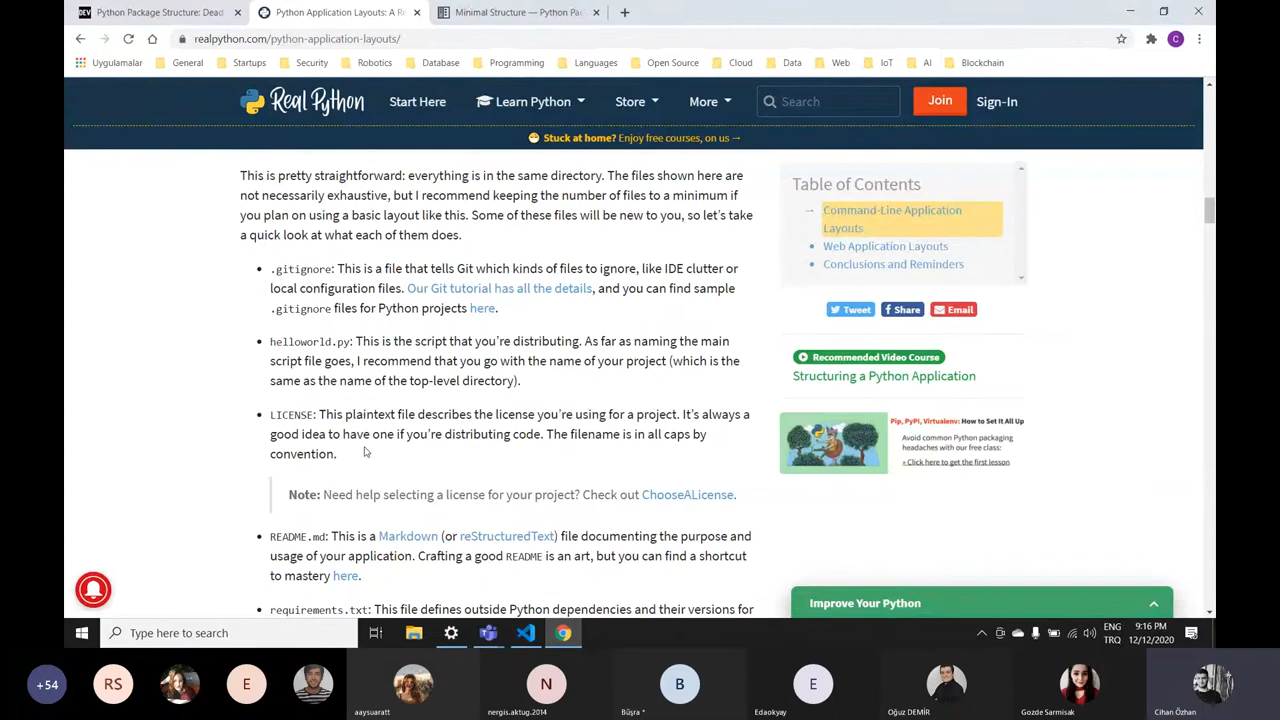 DEV Python Package Structure: Dead
Python Application Layouts: A R
Minimal Structure — Python Pac
realpython.com/python-application-layouts/
C
Uygulamalar General Startups Security Robotics Database Programming Languages Open Source Cloud Data Web IoT AI Blockchain
Real Python Start Here Learn Python Store More Search Join Sign-In
Stuck at home? Enjoy free courses, on us →
This is pretty straightforward: everything is in the same directory. The files shown here are
not necessarily exhaustive, but I recommend keeping the number of files to a minimum if
you plan on using a basic layout like this. Some of these files will be new to you, so let's take
a quick look at what each of them does.
• .gitignore: This is a file that tells Git which kinds of files to ignore, like IDE clutter or
local configuration files. Our Git tutorial has all the details, and you can find sample
.gitignore files for Python projects here.
• helloworld.py: This is the script that you're distributing. As far as naming the main
script file goes, I recommend that you go with the name of your project (which is the
same as the name of the top-level directory).
• LICENSE: This plaintext file describes the license you're using for a project. It's always a
good idea to have one if you're distributing code. The filename is in all caps by
convention.
Note: Need help selecting a license for your project? Check out ChooseALicense.
• README.md: This is a Markdown (or reStructuredText) file documenting the purpose and
usage of your application. Crafting a good README is an art, but you can find a shortcut
to mastery here.
requirements.txt: This file defines outside Python dependencies and their versions for
Table of Contents
→ Command-Line Application
Layouts
• Web Application Layouts
• Conclusions and Reminders
Tweet Share Email
Recommended Video Course
Structuring a Python Application
Pip, PyPI, Virtualenv: How to Set It All Up
Avoid common Python packaging
headaches with our free class:
» Click here to get the first lesson
Improve Your Python
Type here to search
ENG
TRQ
9:16 PM
12/12/2020
+54
RS
E
aaysuaratt
N
nergis.aktug.2014
B
Büşra *
E
Edaokyay
Oğuz DEMİR
Gozde Sarmisak
Cihan Özhan